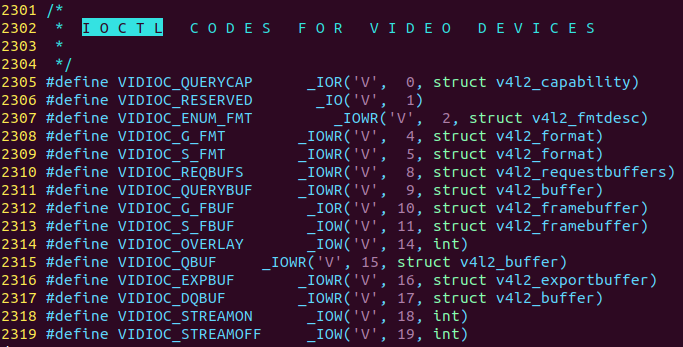 2301 /*
2302  *  I O C T L   C O D E S   F O R   V I D E O   D E V I C E S
2303  *
2304  */
2305 #define VIDIOC_QUERYCAP      _IOR('V',  0, struct v4l2_capability)
2306 #define VIDIOC_RESERVED       _IO('V',  1)
2307 #define VIDIOC_ENUM_FMT         _IOWR('V',  2, struct v4l2_fmtdesc)
2308 #define VIDIOC_G_FMT        _IOWR('V',  4, struct v4l2_format)
2309 #define VIDIOC_S_FMT        _IOWR('V',  5, struct v4l2_format)
2310 #define VIDIOC_REQBUFS      _IOWR('V',  8, struct v4l2_requestbuffers)
2311 #define VIDIOC_QUERYBUF     _IOWR('V',  9, struct v4l2_buffer)
2312 #define VIDIOC_G_FBUF        _IOR('V', 10, struct v4l2_framebuffer)
2313 #define VIDIOC_S_FBUF        _IOW('V', 11, struct v4l2_framebuffer)
2314 #define VIDIOC_OVERLAY       _IOW('V', 14, int)
2315 #define VIDIOC_QBUF     _IOWR('V', 15, struct v4l2_buffer)
2316 #define VIDIOC_EXPBUF       _IOWR('V', 16, struct v4l2_exportbuffer)
2317 #define VIDIOC_DQBUF        _IOWR('V', 17, struct v4l2_buffer)
2318 #define VIDIOC_STREAMON      _IOW('V', 18, int)
2319 #define VIDIOC_STREAMOFF     _IOW('V', 19, int)